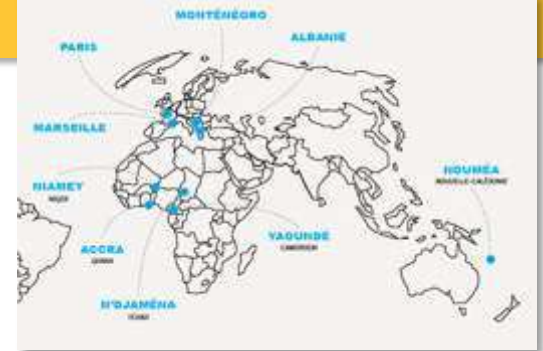 MONTÉNÉGRO
ALBANIE
PARIS
MARSEILLE
NIAMEY
NIGER
NOUMÉA
NOUVELLE-CALÉDONIE
ACCRA
GHANA
YAOUNDÉ
CAMEROUN
N'DJAMÉNA
TCHAD